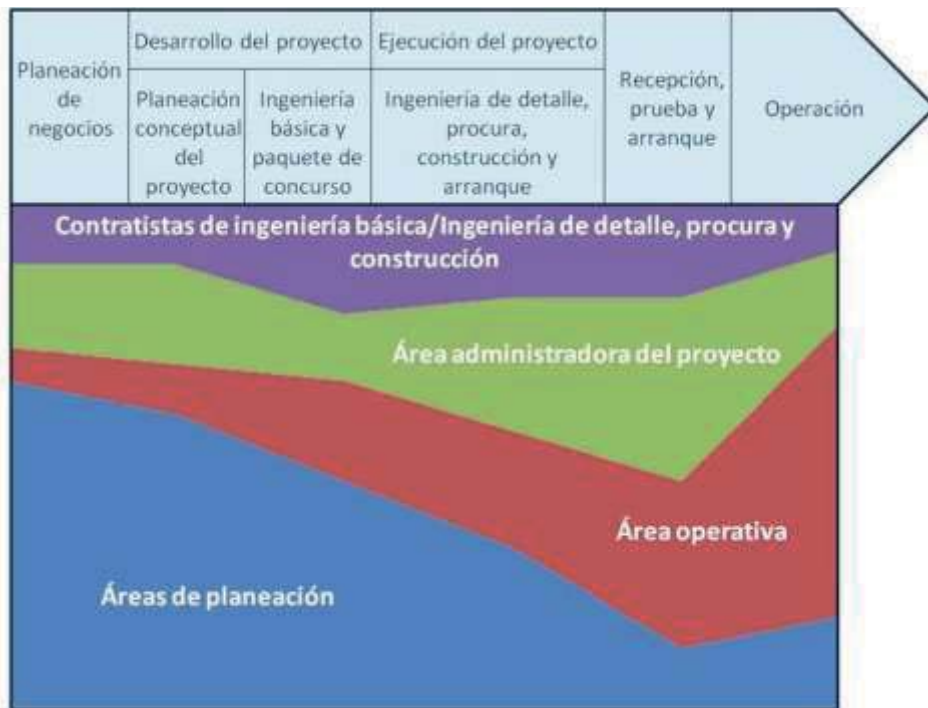 Planeación
de
negocios
Desarrollo del proyecto
Planeación
conceptual
del
proyecto
Ingeniería
básica y
paquete de
concurso
Ejecución del proyecto
Ingeniería de detalle,
procura,
construcción y
arranque
Recepción,
prueba y
arranque
Operación
Contratistas de ingeniería básica/Ingeniería de detalle, procura y
construcción
Área administradora del proyecto
Área operativa
Áreas de planeación